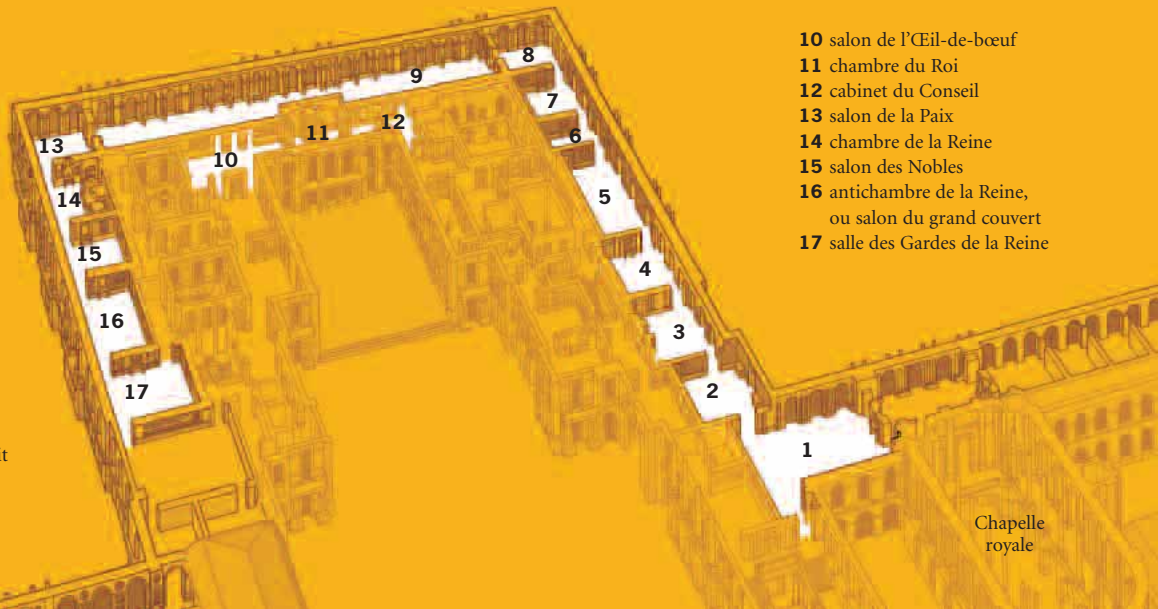 10 salon de l'Œil-de-bœuf
11 chambre du Roi
12 cabinet du Conseil
13 salon de la Paix
14 chambre de la Reine
15 salon des Nobles
16 antichambre de la Reine,
ou salon du grand couvert
17 salle des Gardes de la Reine
8
9
7
12
11
6
13
10
5
14
15
4
16
3
17
2
1
it
Chapelle
royale